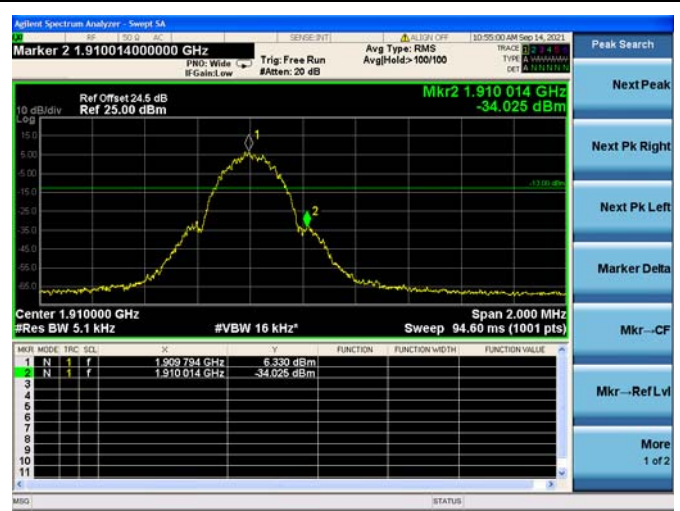 Agilent Spectrum Analyzer - Swept SA
RF 50 Ω AC SENSE:INT ALIGN OFF 10:55:00 AM Sep 14, 2021
Marker 2 1.910014000000 GHz
PNO: Wide
IFGain:Low
Trig: Free Run
#Atten: 20 dB
Avg Type: RMS
Avg|Hold:>100/100
TRACE 1 2 3 4 5 6
TYPE A
DET A N N N N N
Peak Search
Mkr2 1.910 014 GHz
-34.025 dBm
Ref Offset 24.5 dB
10 dB/div Ref 25.00 dBm
Log
15.0
5.00
-5.00
-15.0
-25.0
-35.0
-45.0
-55.0
-65.0
1
2
-13.00 dBm
Center 1.910000 GHz Span 2.000 MHz
#Res BW 5.1 kHz #VBW 16 kHz* Sweep 94.60 ms (1001 pts)
MKR MODE TRC SCL X Y FUNCTION FUNCTION WIDTH FUNCTION VALUE
1 N 1 f 1.909 794 GHz 6.330 dBm
2 N 1 f 1.910 014 GHz -34.025 dBm
3
4
5
6
7
8
9
10
11
MSG STATUS
Next Peak
Next Pk Right
Next Pk Left
Marker Delta
Mkr→CF
Mkr→Ref Lvl
More
1 of 2